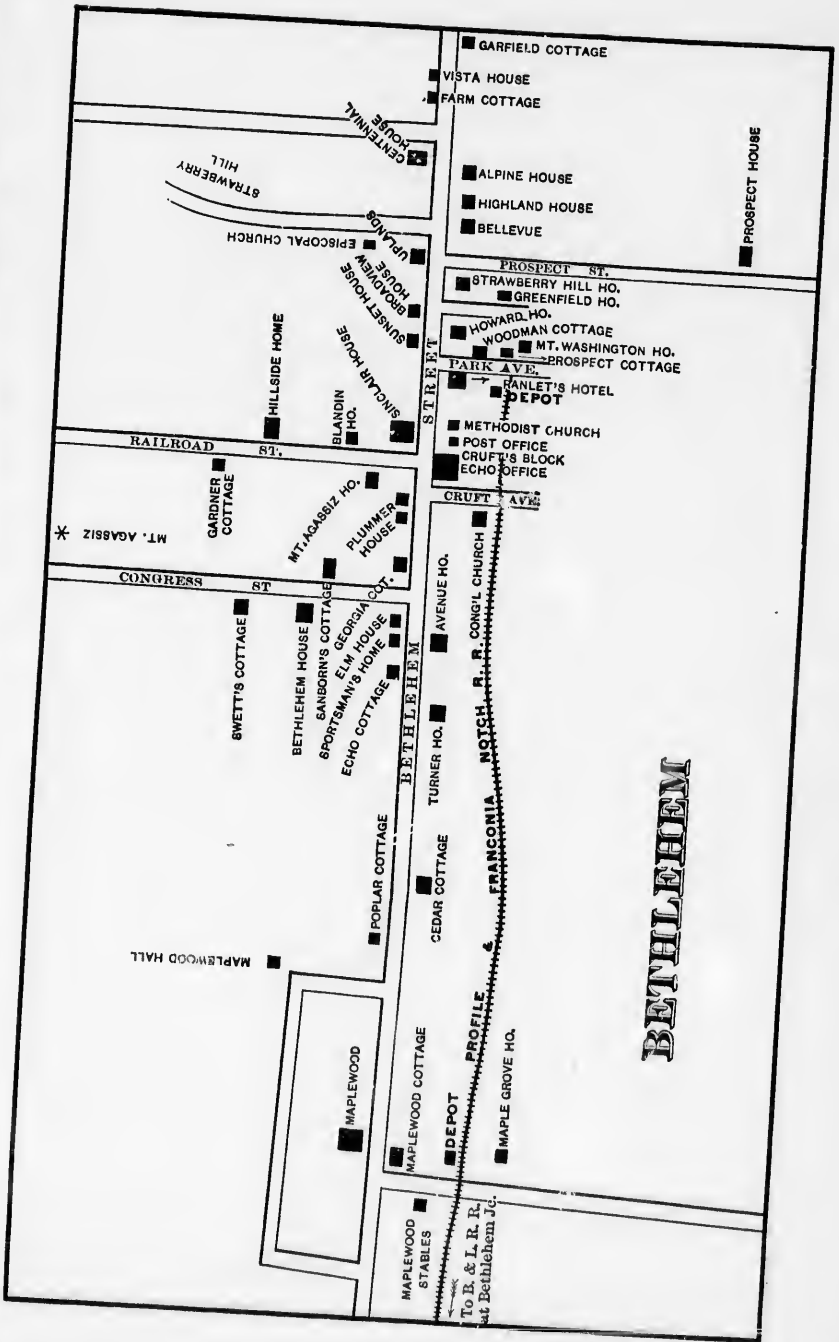 GARFIELD COTTAGE
VISTA HOUSE
FARM COTTAGE
CENTENNIAL
HOUSE
STRAWBERRY
HILL
ALPINE HOUSE
HIGHLAND HOUSE
BELLEVUE
PROSPECT HOUSE
EPISCOPAL CHURCH
UPLANDS
BROADVIEW
HOUSE
SUNSET HOUSE
SINCLAIR HOUSE
PROSPECT ST.
STRAWBERRY HILL HO.
GREENFIELD HO.
HOWARD HO.
WOODMAN COTTAGE
MT. WASHINGTON HO.
PROSPECT COTTAGE
PARK AVE.
RANLET'S HOTEL
DEPOT
METHODIST CHURCH
POST OFFICE
CRUFT'S BLOCK
ECHO OFFICE
CRUFT AVE
HILLSIDE HOME
BLANDIN
HO.
RAILROAD ST.
GARDNER
COTTAGE
MT. AGASSIZ HO.
PLUMMER
HOUSE
MT. AGASSIZ
CONGRESS ST
SWETT'S COTTAGE
BETHLEHEM HOUSE
SANBORN'S COTTAGE
GEORGIA COT.
ELM HOUSE
SPORTSMAN'S HOME
ECHO COTTAGE
BETHLEHEM STREET
AVENUE HO.
CONG'L CHURCH
TURNER HO.
CEDAR COTTAGE
PROFILE & FRANCONIA NOTCH R. R.
POPLAR COTTAGE
MAPLEWOOD HALL
MAPLEWOOD
MAPLEWOOD COTTAGE
DEPOT
MAPLE GROVE HO.
MAPLEWOOD
STABLES
To B. & L. R. R.
at Bethlehem Jc.
BETHLEHEM